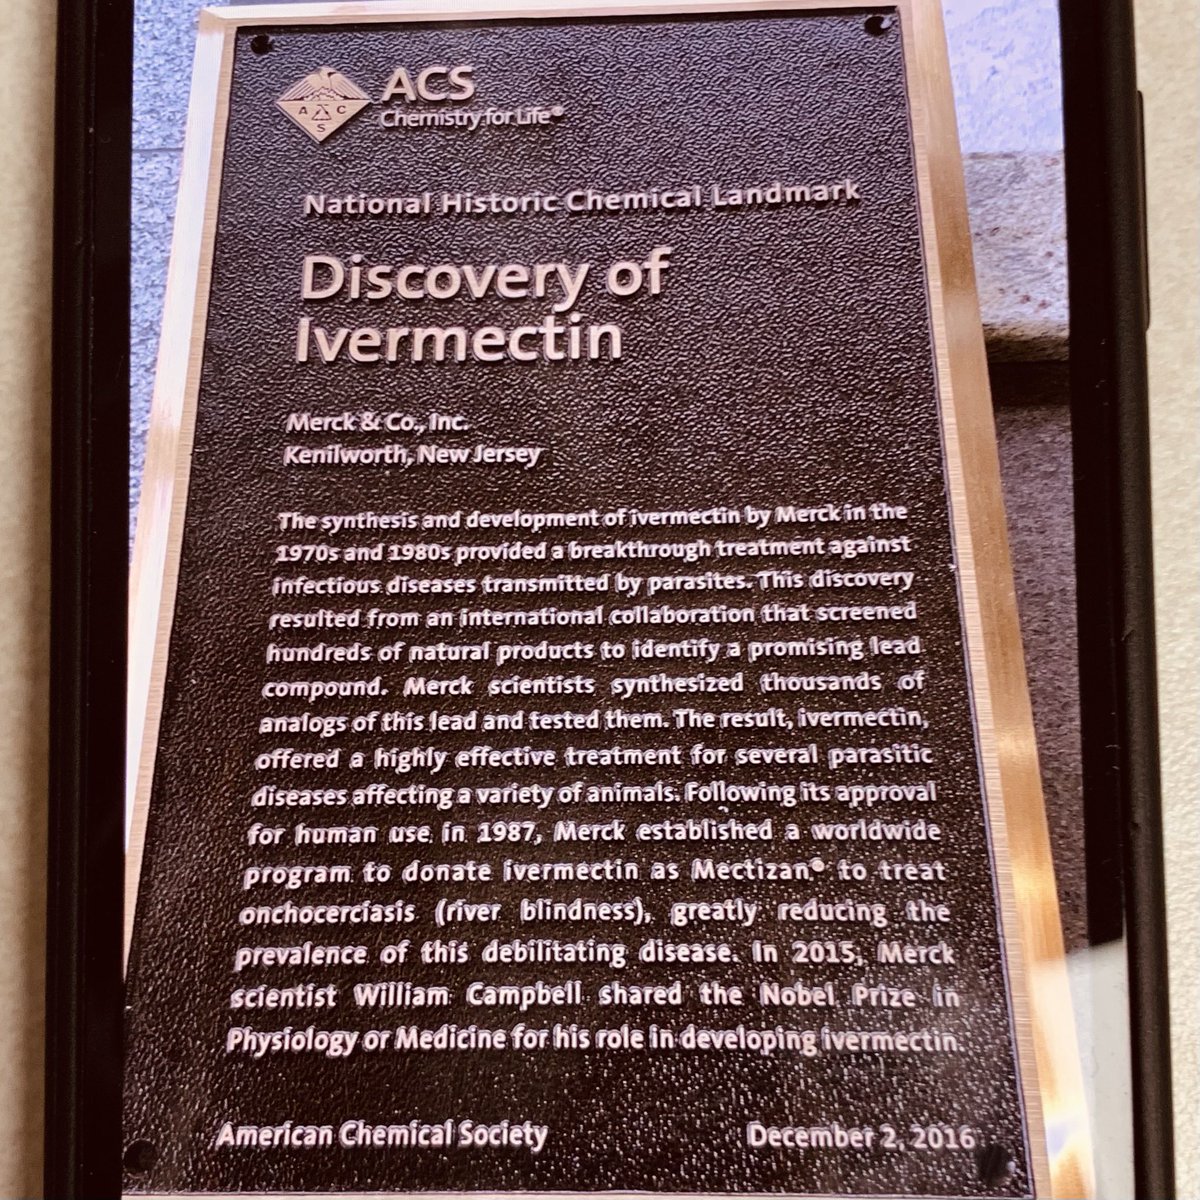 ACS
Chemistry for Life®
A C
S
National Historic Chemical Landmark
Discovery of
Ivermectin
Merck & Co., Inc.
Kenilworth, New Jersey
The synthesis and development of ivermectin by Merck in the
1970s and 1980s provided a breakthrough treatment against
infectious diseases transmitted by parasites. This discovery
resulted from an international collaboration that screened
hundreds of natural products to identify a promising lead
compound. Merck scientists synthesized thousands of
analogs of this lead and tested them. The result, ivermectin,
offered a highly effective treatment for several parasitic
diseases affecting a variety of animals. Following its approval
for human use in 1987, Merck established a worldwide
program to donate ivermectin as Mectizan® to treat
onchocerciasis (river blindness), greatly reducing the
prevalence of this debilitating disease. In 2015, Merck
scientist William Campbell shared the Nobel Prize in
Physiology or Medicine for his role in developing ivermectin.
American Chemical Society
December 2, 2016